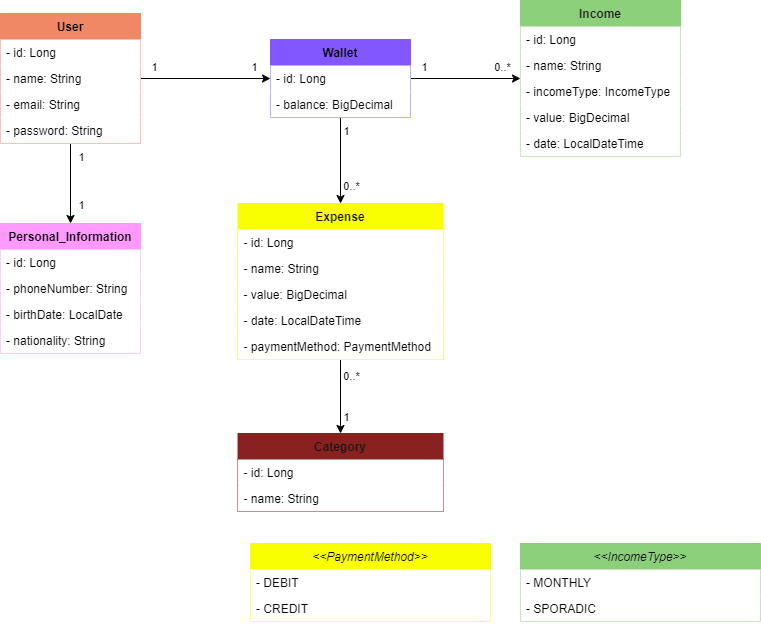 User
- id: Long
- name: String
- email: String
- password: String
1
1
Wallet
- id: Long
- balance: BigDecimal
1
0..*
Income
- id: Long
- name: String
- incomeType: IncomeType
- value: BigDecimal
- date: LocalDateTime
1
1
Personal_Information
- id: Long
- phoneNumber: String
- birthDate: LocalDate
- nationality: String
1
0..*
Expense
- id: Long
- name: String
- value: BigDecimal
- date: LocalDateTime
- paymentMethod: PaymentMethod
0..*
1
Category
- id: Long
- name: String
<<PaymentMethod>>
- DEBIT
- CREDIT
<<IncomeType>>
- MONTHLY
- SPORADIC